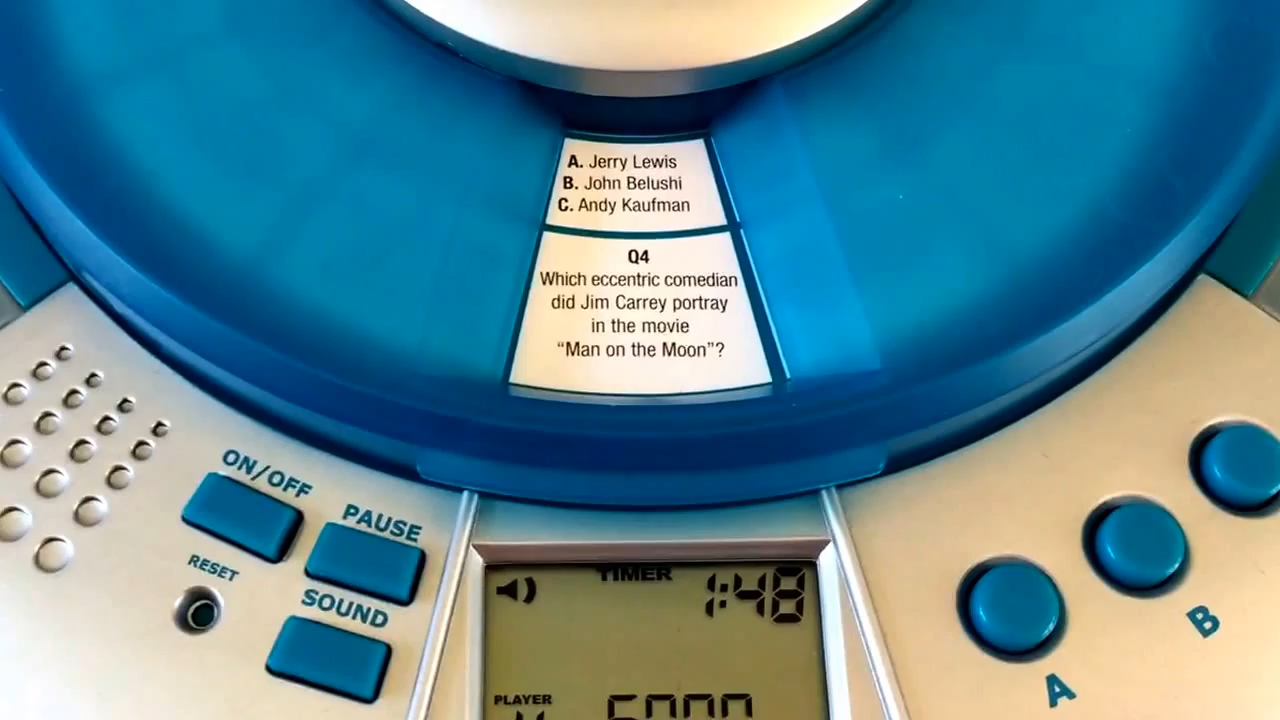 A. Jerry Lewis
B. John Belushi
C. Andy Kaufman
Q4
Which eccentric comedian
did Jim Carrey portray
in the movie
“Man on the Moon”?
ON/OFF
PAUSE
RESET
SOUND
TIMER
1:48
PLAYER
A
B